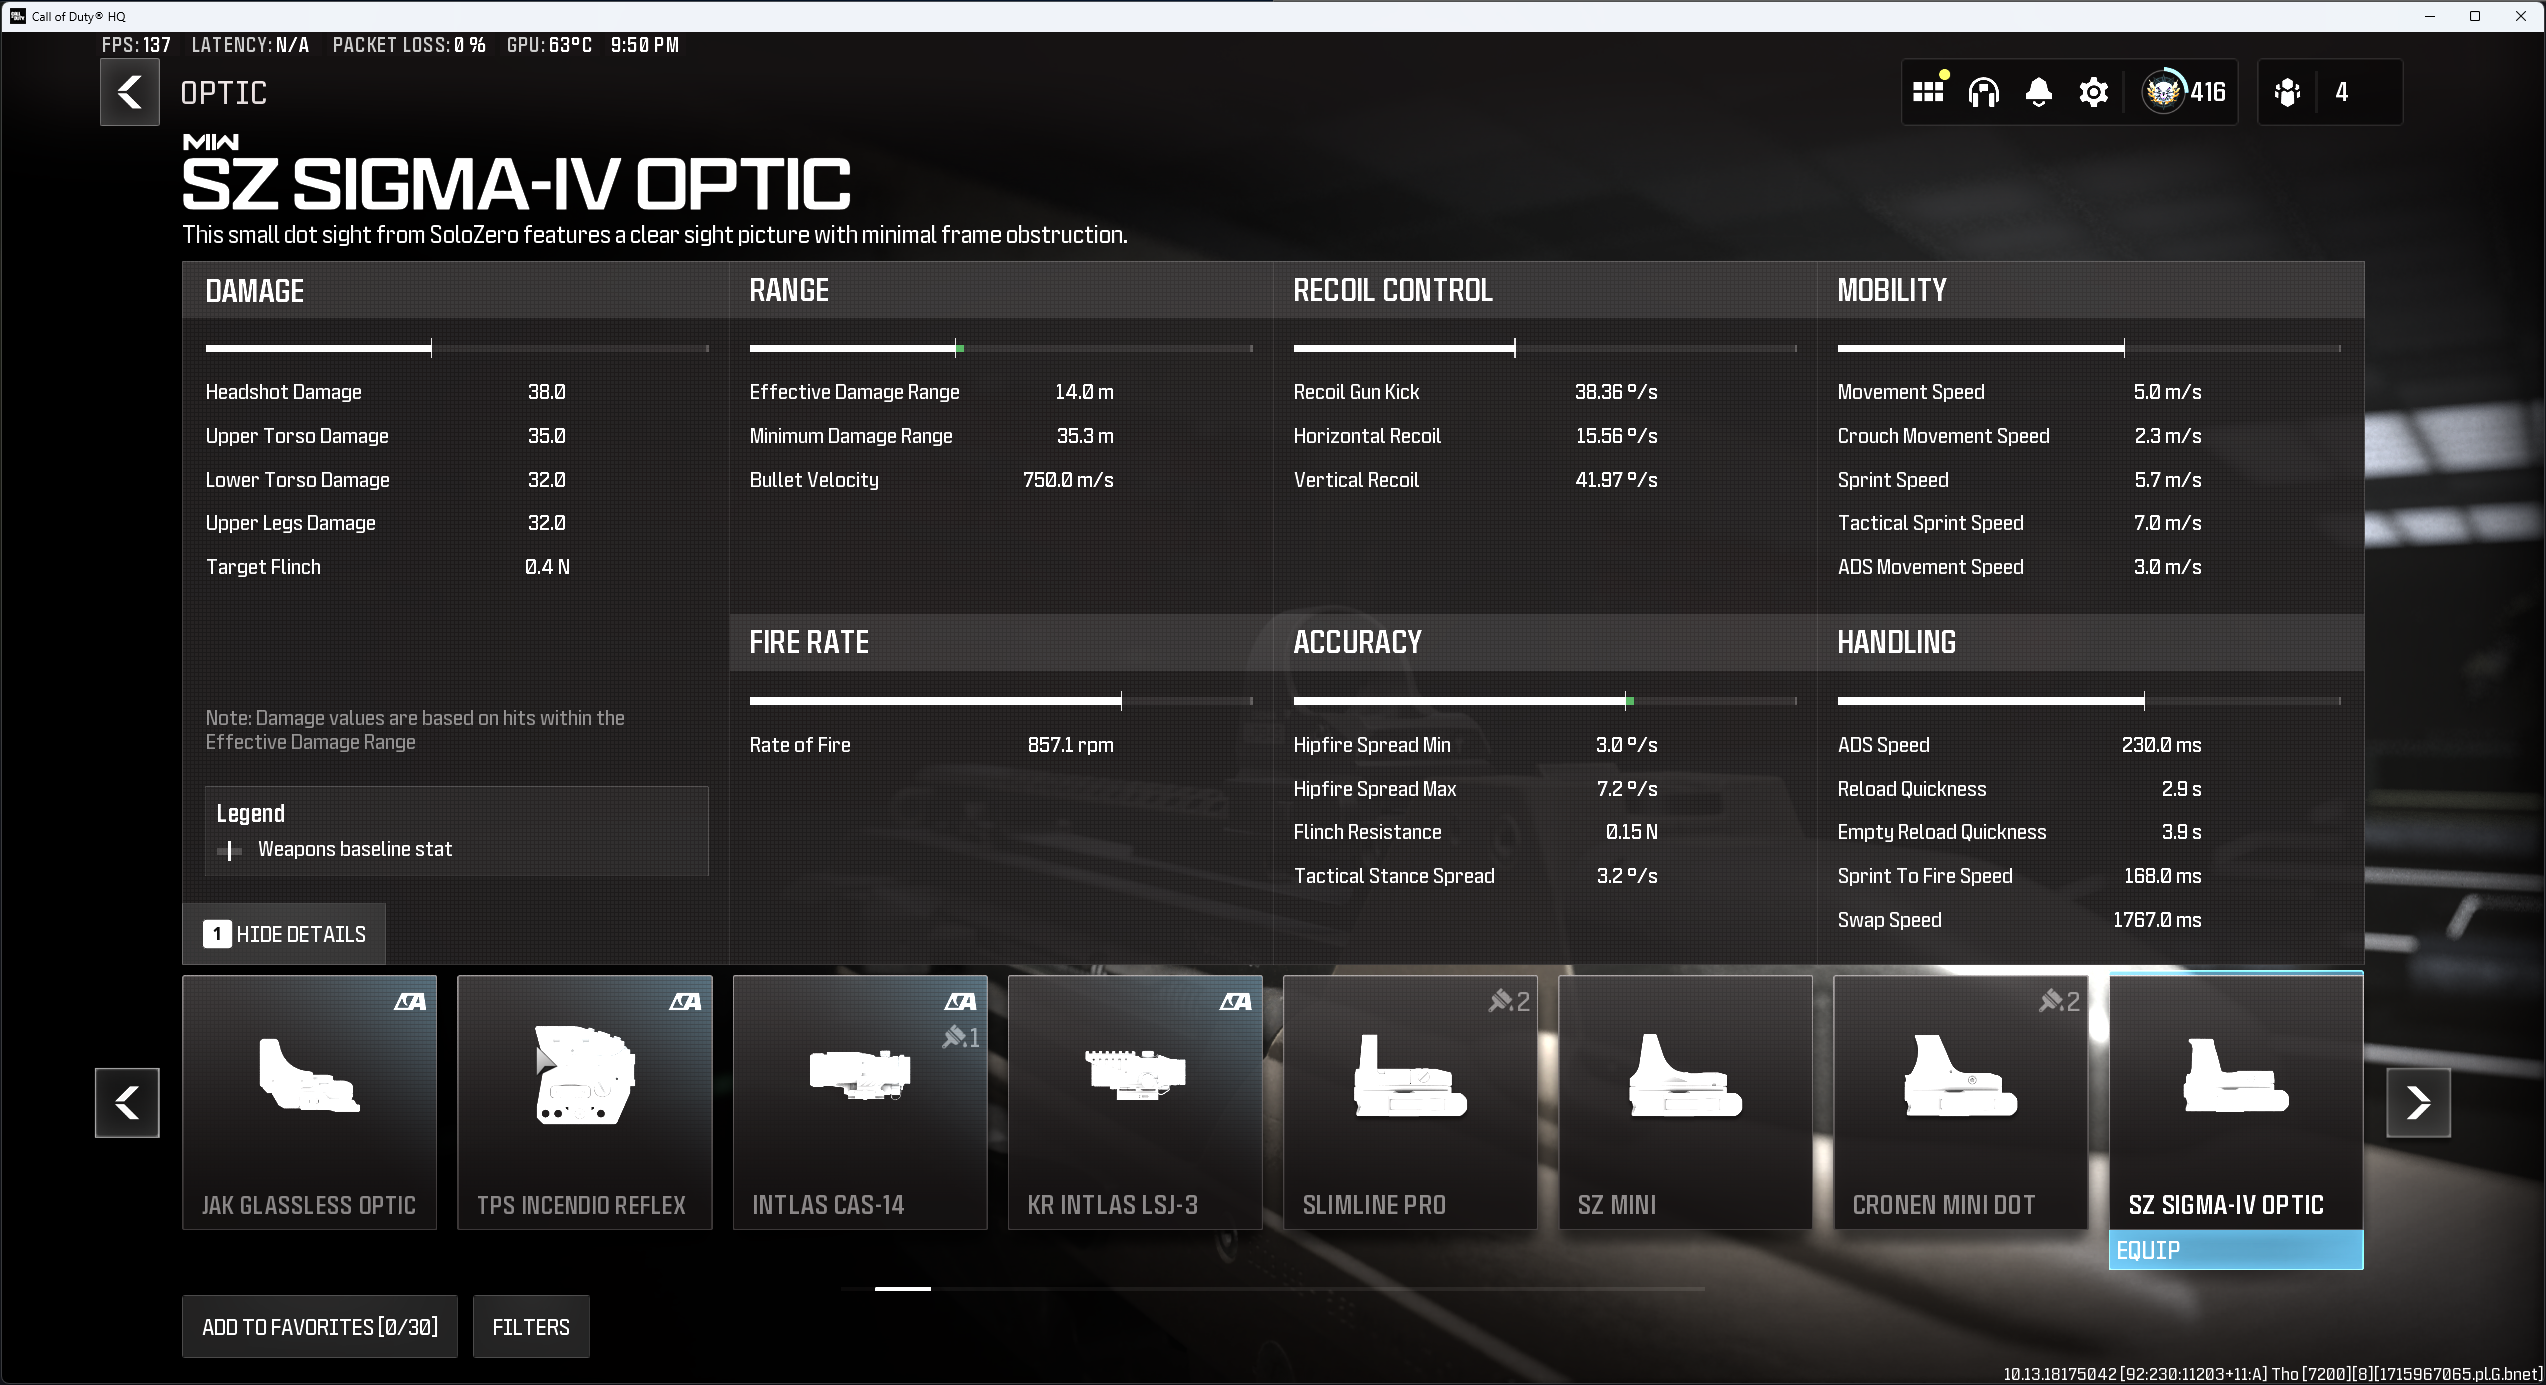 Call of Duty® HQ
FPS: 137 LATENCY: N/A PACKET LOSS: 0 % GPU: 63°C 9:50 PM
OPTIC
416
4
MW
SZ SIGMA-IV OPTIC
This small dot sight from SoloZero features a clear sight picture with minimal frame obstruction.
DAMAGE
Headshot Damage 38.0
Upper Torso Damage 35.0
Lower Torso Damage 32.0
Upper Legs Damage 32.0
Target Flinch 0.4 N
Note: Damage values are based on hits within the
Effective Damage Range
Legend
Weapons baseline stat
1 HIDE DETAILS
RANGE
Effective Damage Range 14.0 m
Minimum Damage Range 35.3 m
Bullet Velocity 750.0 m/s
FIRE RATE
Rate of Fire 857.1 rpm
RECOIL CONTROL
Recoil Gun Kick 38.36 º/s
Horizontal Recoil 15.56 º/s
Vertical Recoil 41.97 º/s
ACCURACY
Hipfire Spread Min 3.0 º/s
Hipfire Spread Max 7.2 º/s
Flinch Resistance 0.15 N
Tactical Stance Spread 3.2 º/s
MOBILITY
Movement Speed 5.0 m/s
Crouch Movement Speed 2.3 m/s
Sprint Speed 5.7 m/s
Tactical Sprint Speed 7.0 m/s
ADS Movement Speed 3.0 m/s
HANDLING
ADS Speed 230.0 ms
Reload Quickness 2.9 s
Empty Reload Quickness 3.9 s
Sprint To Fire Speed 168.0 ms
Swap Speed 1767.0 ms
JAK GLASSLESS OPTIC
TPS INCENDIO REFLEX
1
INTLAS CAS-14
KR INTLAS LSJ-3
2
SLIMLINE PRO
SZ MINI
2
CRONEN MINI DOT
SZ SIGMA-IV OPTIC
EQUIP
ADD TO FAVORITES [0/30]
FILTERS
10.13.18175042 [92:230:11203+11:A] Tho [7200][8][1715967065.pl.G.bnet]